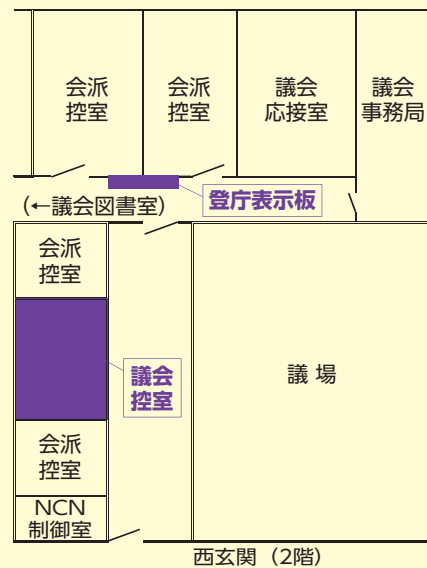 会派
控室
会派
控室
議会
応接室
議会
事務局
登庁表示板
(←議会図書室)
会派
控室
議会
控室
議 場
会派
控室
NCN
制御室
西玄関（2階）